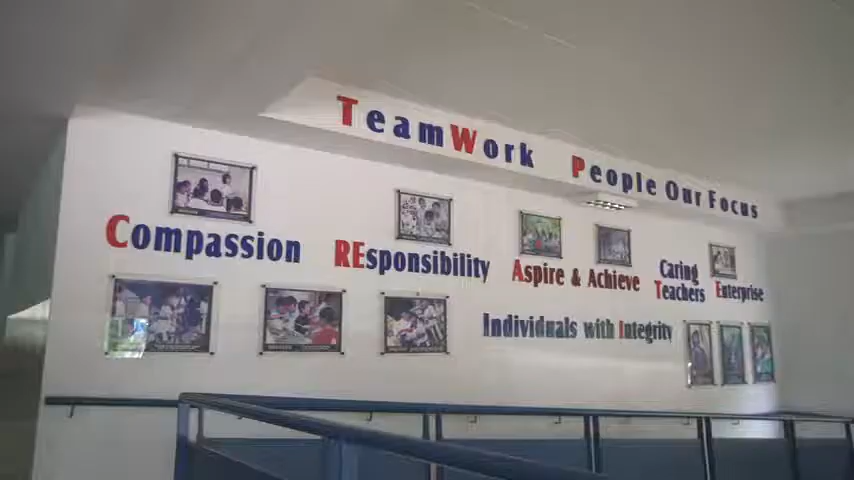 TeamWork People Our Focus
Compassion
REsponsibility
Aspire & Achieve
Caring
Teachers
Enterprise
Individuals with Integrity